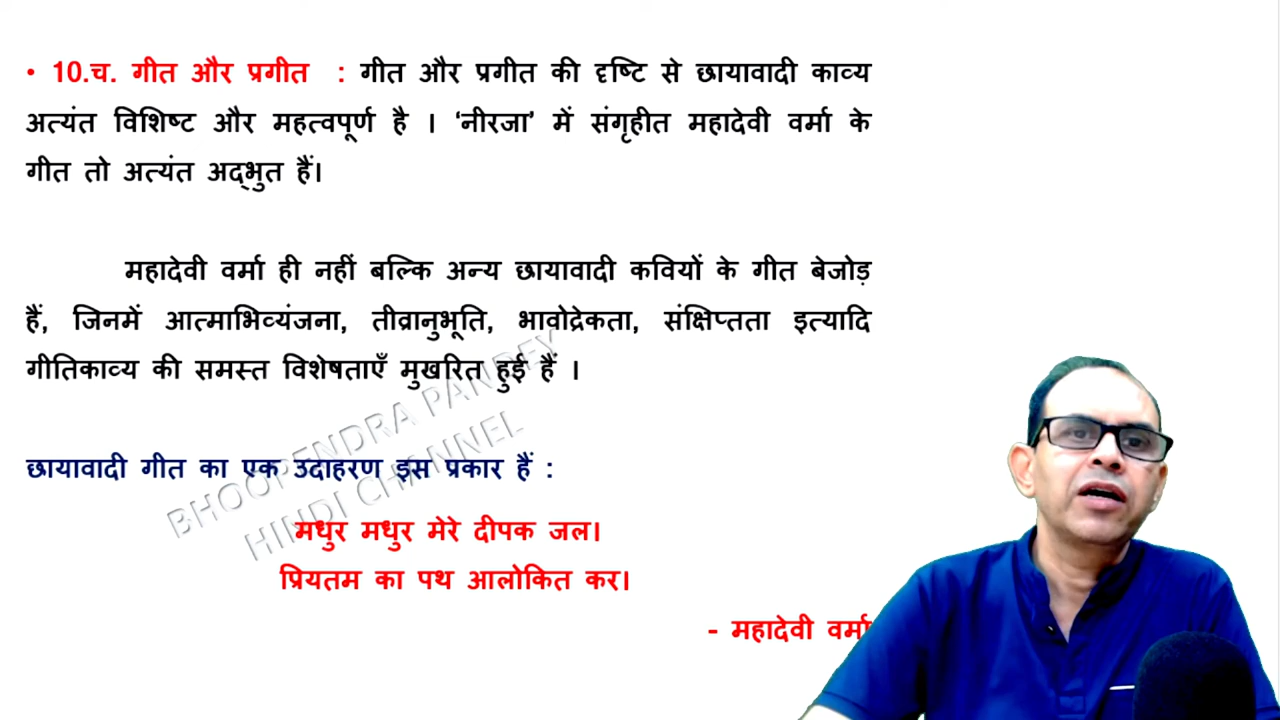 • 10.च. गीत और प्रगीत : गीत और प्रगीत की दृष्टि से छायावादी काव्य
अत्यंत विशिष्ट और महत्वपूर्ण है । ‘नीरजा’ में संगृहीत महादेवी वर्मा के
गीत तो अत्यंत अद्भुत हैं।
महादेवी वर्मा ही नहीं बल्कि अन्य छायावादी कवियों के गीत बेजोड़
हैं, जिनमें आत्माभिव्यंजना, तीव्रानुभूति, भावोद्रेकता, संक्षिप्तता इत्यादि
गीतिकाव्य की समस्त विशेषताएँ मुखरित हुई हैं ।
BHOOPENDRA PANDEY
HINDI CHANNEL
छायावादी गीत का एक उदाहरण इस प्रकार हैं :
मधुर मधुर मेरे दीपक जल।
प्रियतम का पथ आलोकित कर।
- महादेवी वर्मा